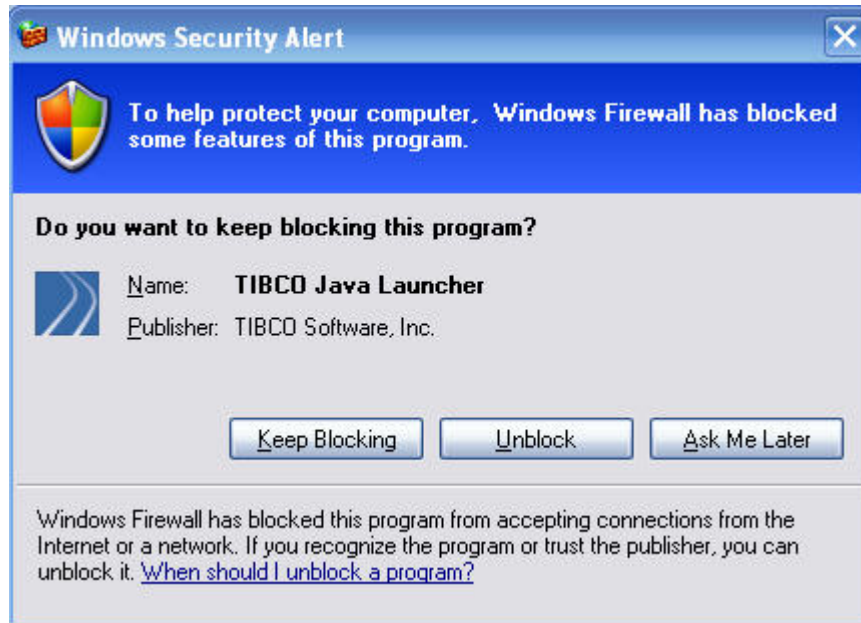 Windows Security Alert
To help protect your computer, Windows Firewall has blocked
some features of this program.
Do you want to keep blocking this program?
Name: TIBCO Java Launcher
Publisher: TIBCO Software, Inc.
Keep Blocking Unblock Ask Me Later
Windows Firewall has blocked this program from accepting connections from the
Internet or a network. If you recognize the program or trust the publisher, you can
unblock it. When should I unblock a program?